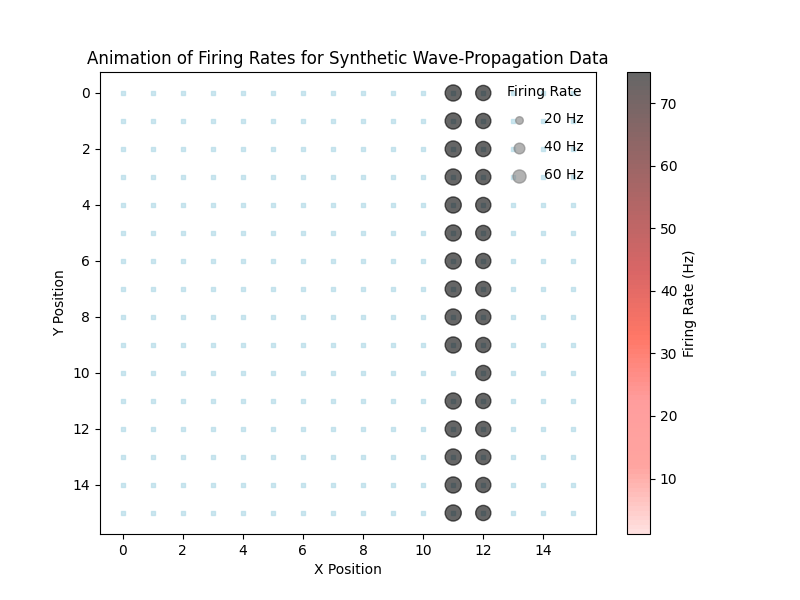 Animation of Firing Rates for Synthetic Wave-Propagation Data
Firing Rate
20 Hz
40 Hz
60 Hz
0
2
4
6
8
10
12
14
Y Position
0
2
4
6
8
10
12
14
X Position
70
60
50
40
30
20
10
Firing Rate (Hz)